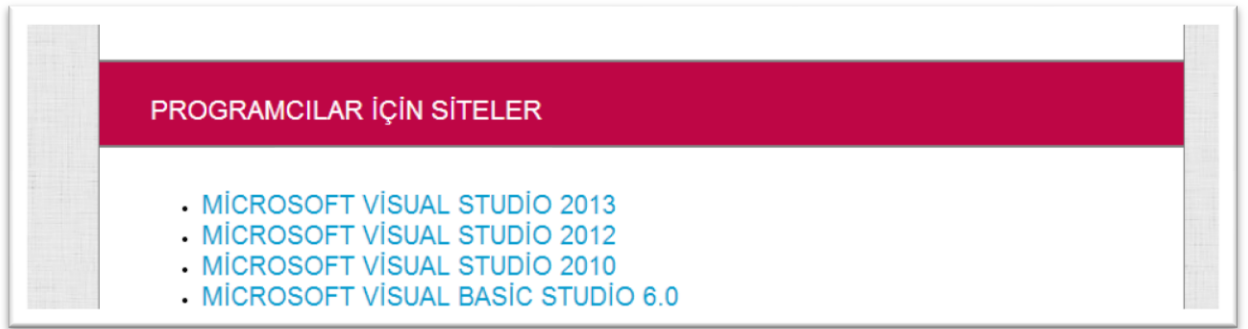 PROGRAMCILAR İÇİN SİTELER
MİCROSOFT VİSUAL STUDİO 2013
MİCROSOFT VİSUAL STUDİO 2012
MİCROSOFT VİSUAL STUDİO 2010
MİCROSOFT VİSUAL BASİC STUDİO 6.0